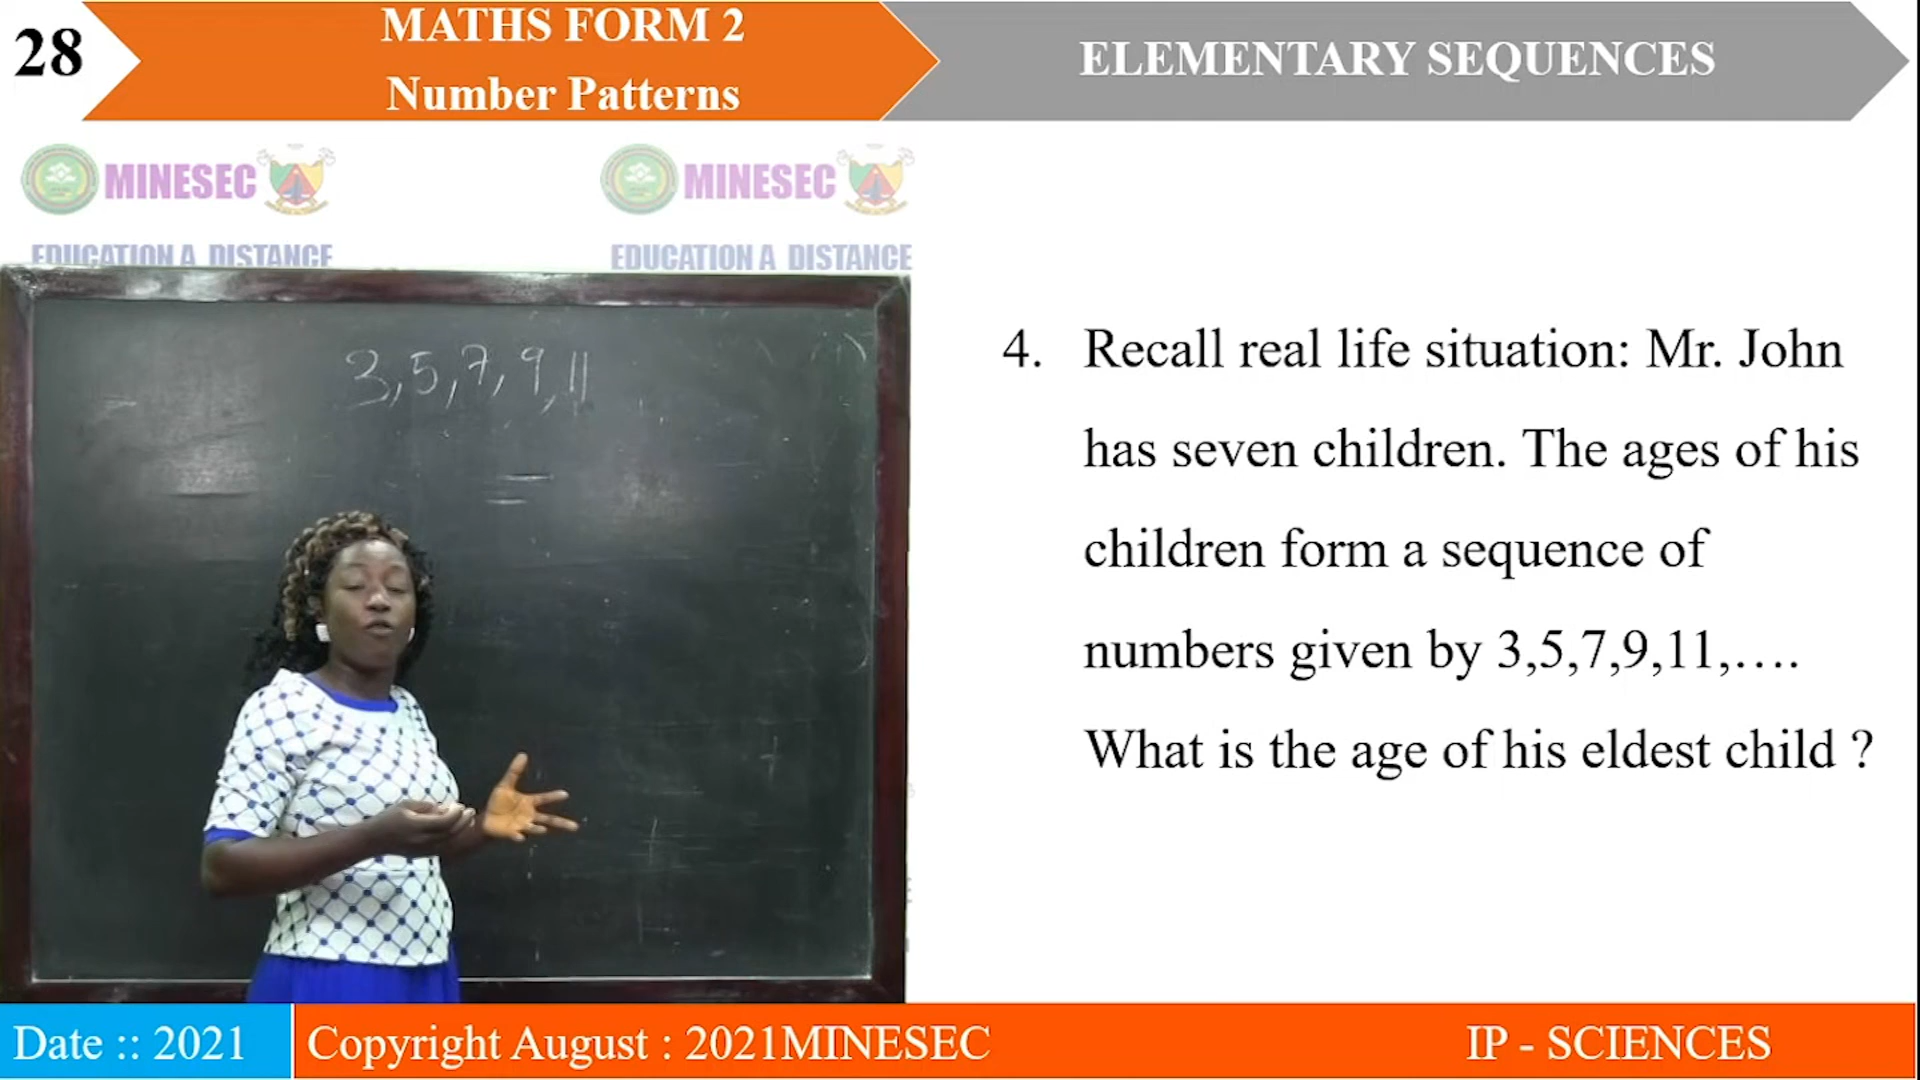 28
MATHS FORM 2
Number Patterns
ELEMENTARY SEQUENCES
MINESEC
MINESEC
EDUCATION A DISTANCE
EDUCATION A DISTANCE
3,5,7,9,11
4. Recall real life situation: Mr. John
has seven children. The ages of his
children form a sequence of
numbers given by 3,5,7,9,11,….
What is the age of his eldest child ?
Date :: 2021
Copyright August : 2021MINESEC
IP - SCIENCES